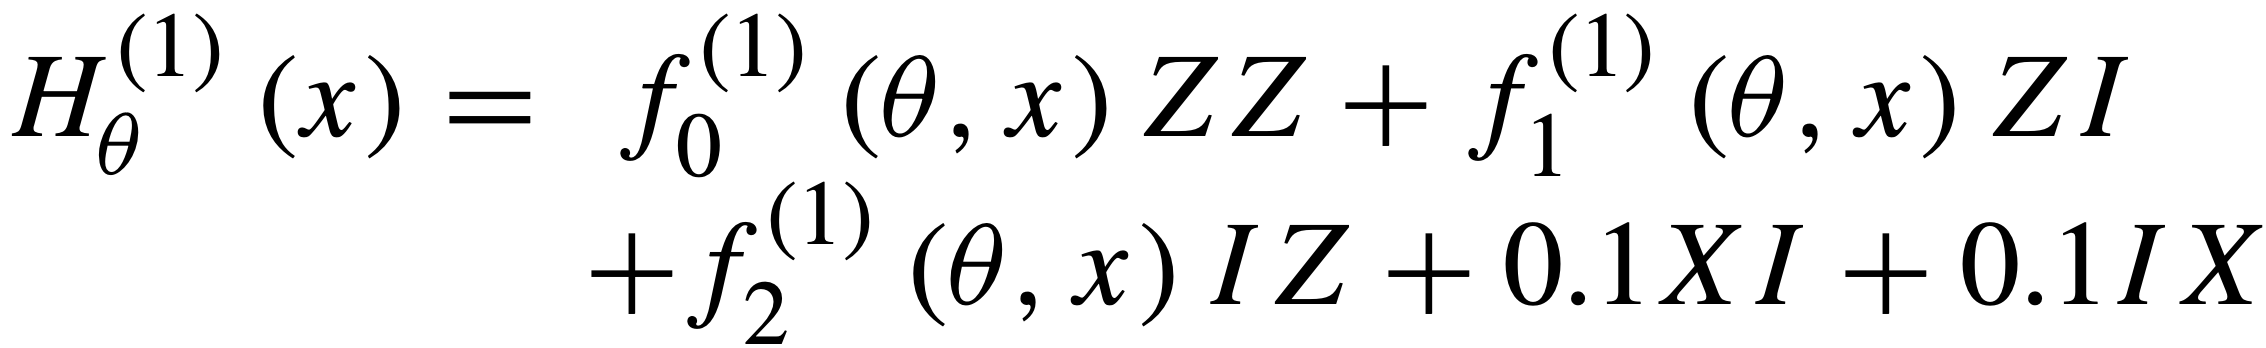 H_θ^(1) (x) = f_0^(1) (θ, x) ZZ + f_1^(1) (θ, x) ZI
+ f_2^(1) (θ, x) IZ + 0.1XI + 0.1IX